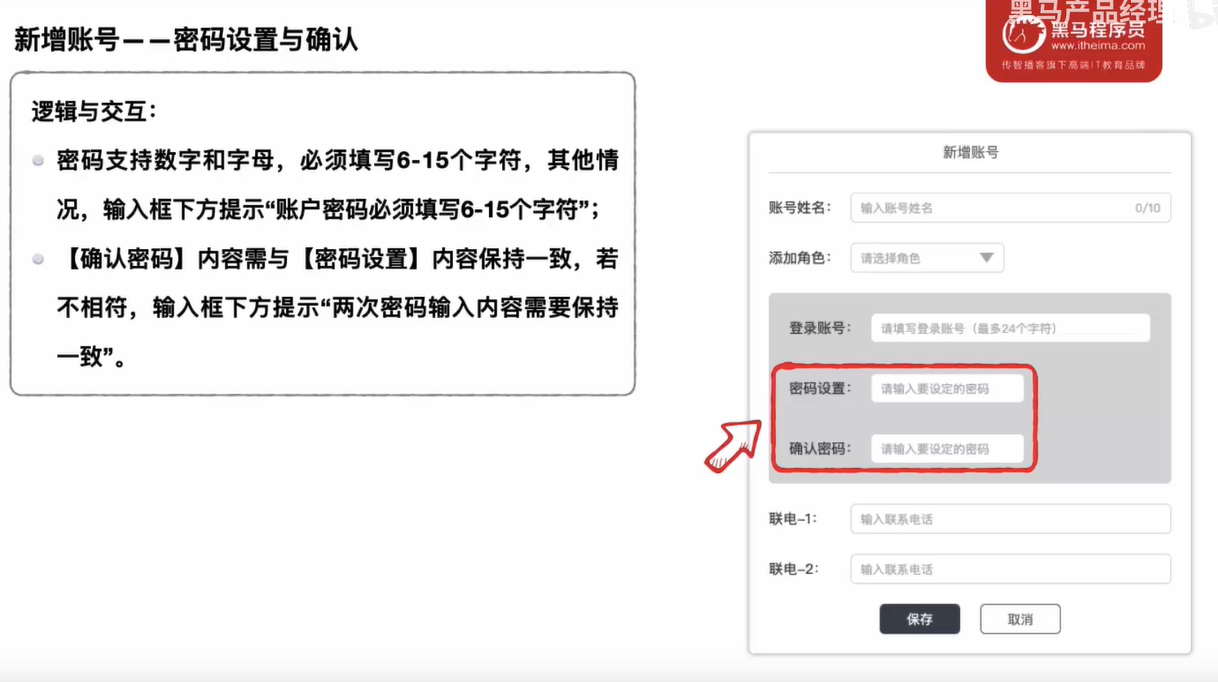 新增账号——密码设置与确认
黑马产品经理
黑马程序员
www.itheima.com
传智播客旗下高端IT教育品牌
逻辑与交互：
密码支持数字和字母，必须填写6-15个字符，其他情
况，输入框下方提示“账户密码必须填写6-15个字符”；
【确认密码】内容需与【密码设置】内容保持一致，若
不相符，输入框下方提示“两次密码输入内容需要保持
一致”。
新增账号
账号姓名： 输入账号姓名 0/10
添加角色： 请选择角色
登录账号： 请填写登录账号（最多24个字符）
密码设置： 请输入要设定的密码
确认密码： 请输入要设定的密码
联电-1： 输入联系电话
联电-2： 输入联系电话
保存 取消